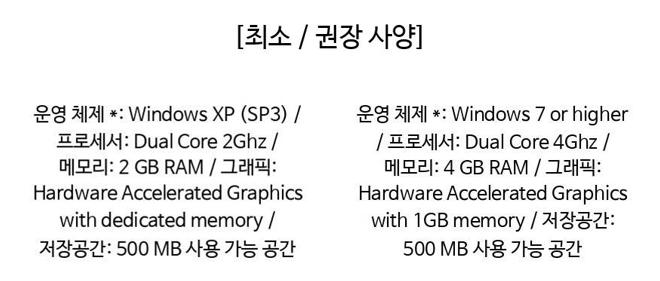 [최소 / 권장 사양]
운영 체제 *: Windows XP (SP3) /
프로세서: Dual Core 2Ghz /
메모리: 2 GB RAM / 그래픽:
Hardware Accelerated Graphics
with dedicated memory /
저장공간: 500 MB 사용 가능 공간
운영 체제 *: Windows 7 or higher
/ 프로세서: Dual Core 4Ghz /
메모리: 4 GB RAM / 그래픽:
Hardware Accelerated Graphics
with 1GB memory / 저장공간:
500 MB 사용 가능 공간